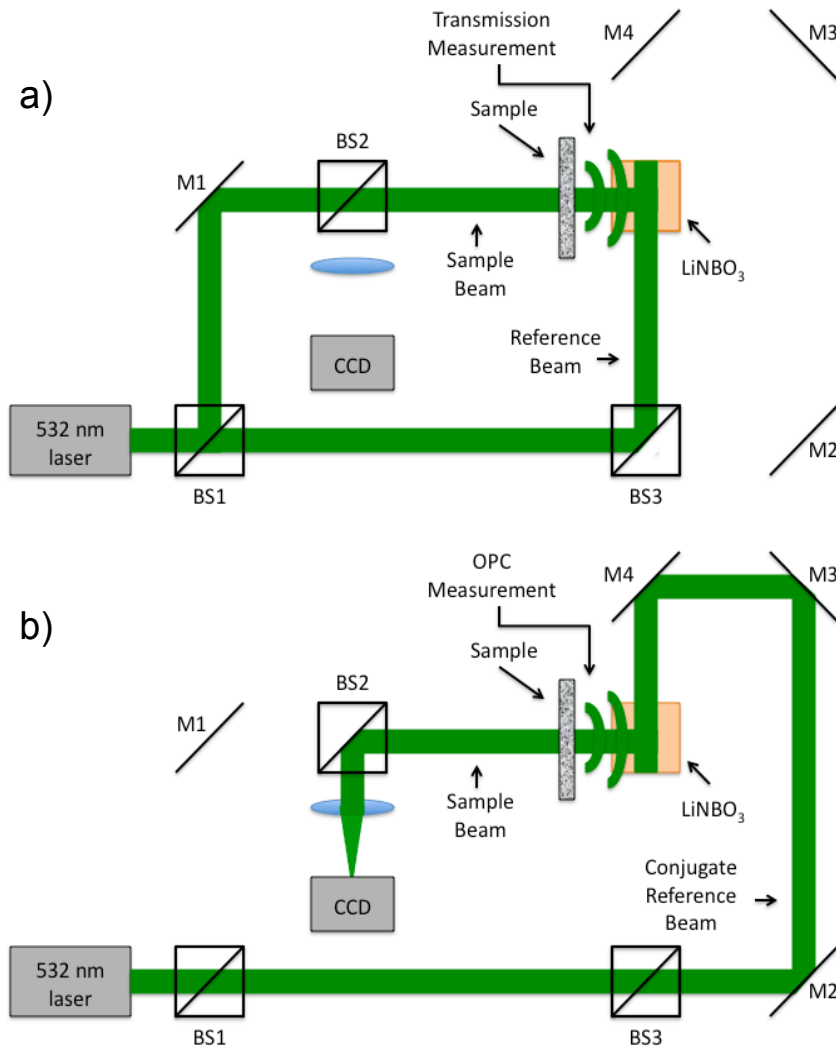 Transmission
Measurement
M4
M3
a)
Sample
BS2
M1
Sample
Beam
LiNBO3
Reference
Beam
CCD
532 nm
laser
M2
BS1
BS3
OPC
Measurement
M4
M3
b)
Sample
BS2
M1
Sample
Beam
LiNBO3
Conjugate
Reference
Beam
CCD
532 nm
laser
M2
BS1
BS3